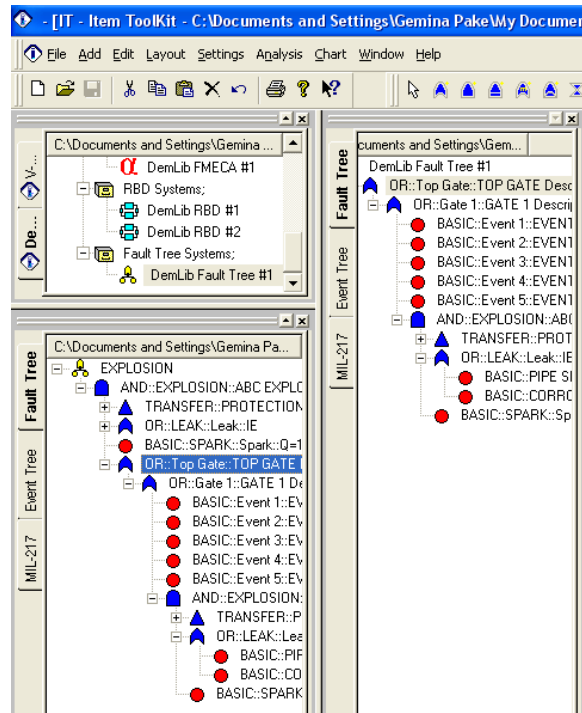 - [IT - Item ToolKit - C:\Documents and Settings\Gemina Pake\My Documen
File Add Edit Layout Settings Analysis Chart Window Help
C:\Documents and Settings\Gemina ...
DemLib FMECA #1
RBD Systems;
DemLib RBD #1
DemLib RBD #2
Fault Tree Systems;
DemLib Fault Tree #1
V-...
De...
C:\Documents and Settings\Gemina Pa...
EXPLOSION
AND::EXPLOSION::ABC EXPLO
TRANSFER::PROTECTION
OR::LEAK::Leak::IE
BASIC::SPARK::Spark::Q=1
OR::Top Gate::TOP GATE
OR::Gate 1::GATE 1 De
BASIC::Event 1::EV
BASIC::Event 2::EV
BASIC::Event 3::EV
BASIC::Event 4::EV
BASIC::Event 5::EV
AND::EXPLOSION:
TRANSFER::P
OR::LEAK::Lea
BASIC::PIF
BASIC::CO
BASIC::SPARK
Fault Tree
Event Tree
MIL-217
cuments and Settings\Gem...
DemLib Fault Tree #1
OR::Top Gate::TOP GATE Desc
OR::Gate 1::GATE 1 Descrip
BASIC::Event 1::EVENT
BASIC::Event 2::EVENT
BASIC::Event 3::EVENT
BASIC::Event 4::EVENT
BASIC::Event 5::EVENT
AND::EXPLOSION::AB
TRANSFER::PROT
OR::LEAK::Leak::IE
BASIC::PIPE S
BASIC::CORRO
BASIC::SPARK::Sp
Fault Tree
Event Tree
MIL-217